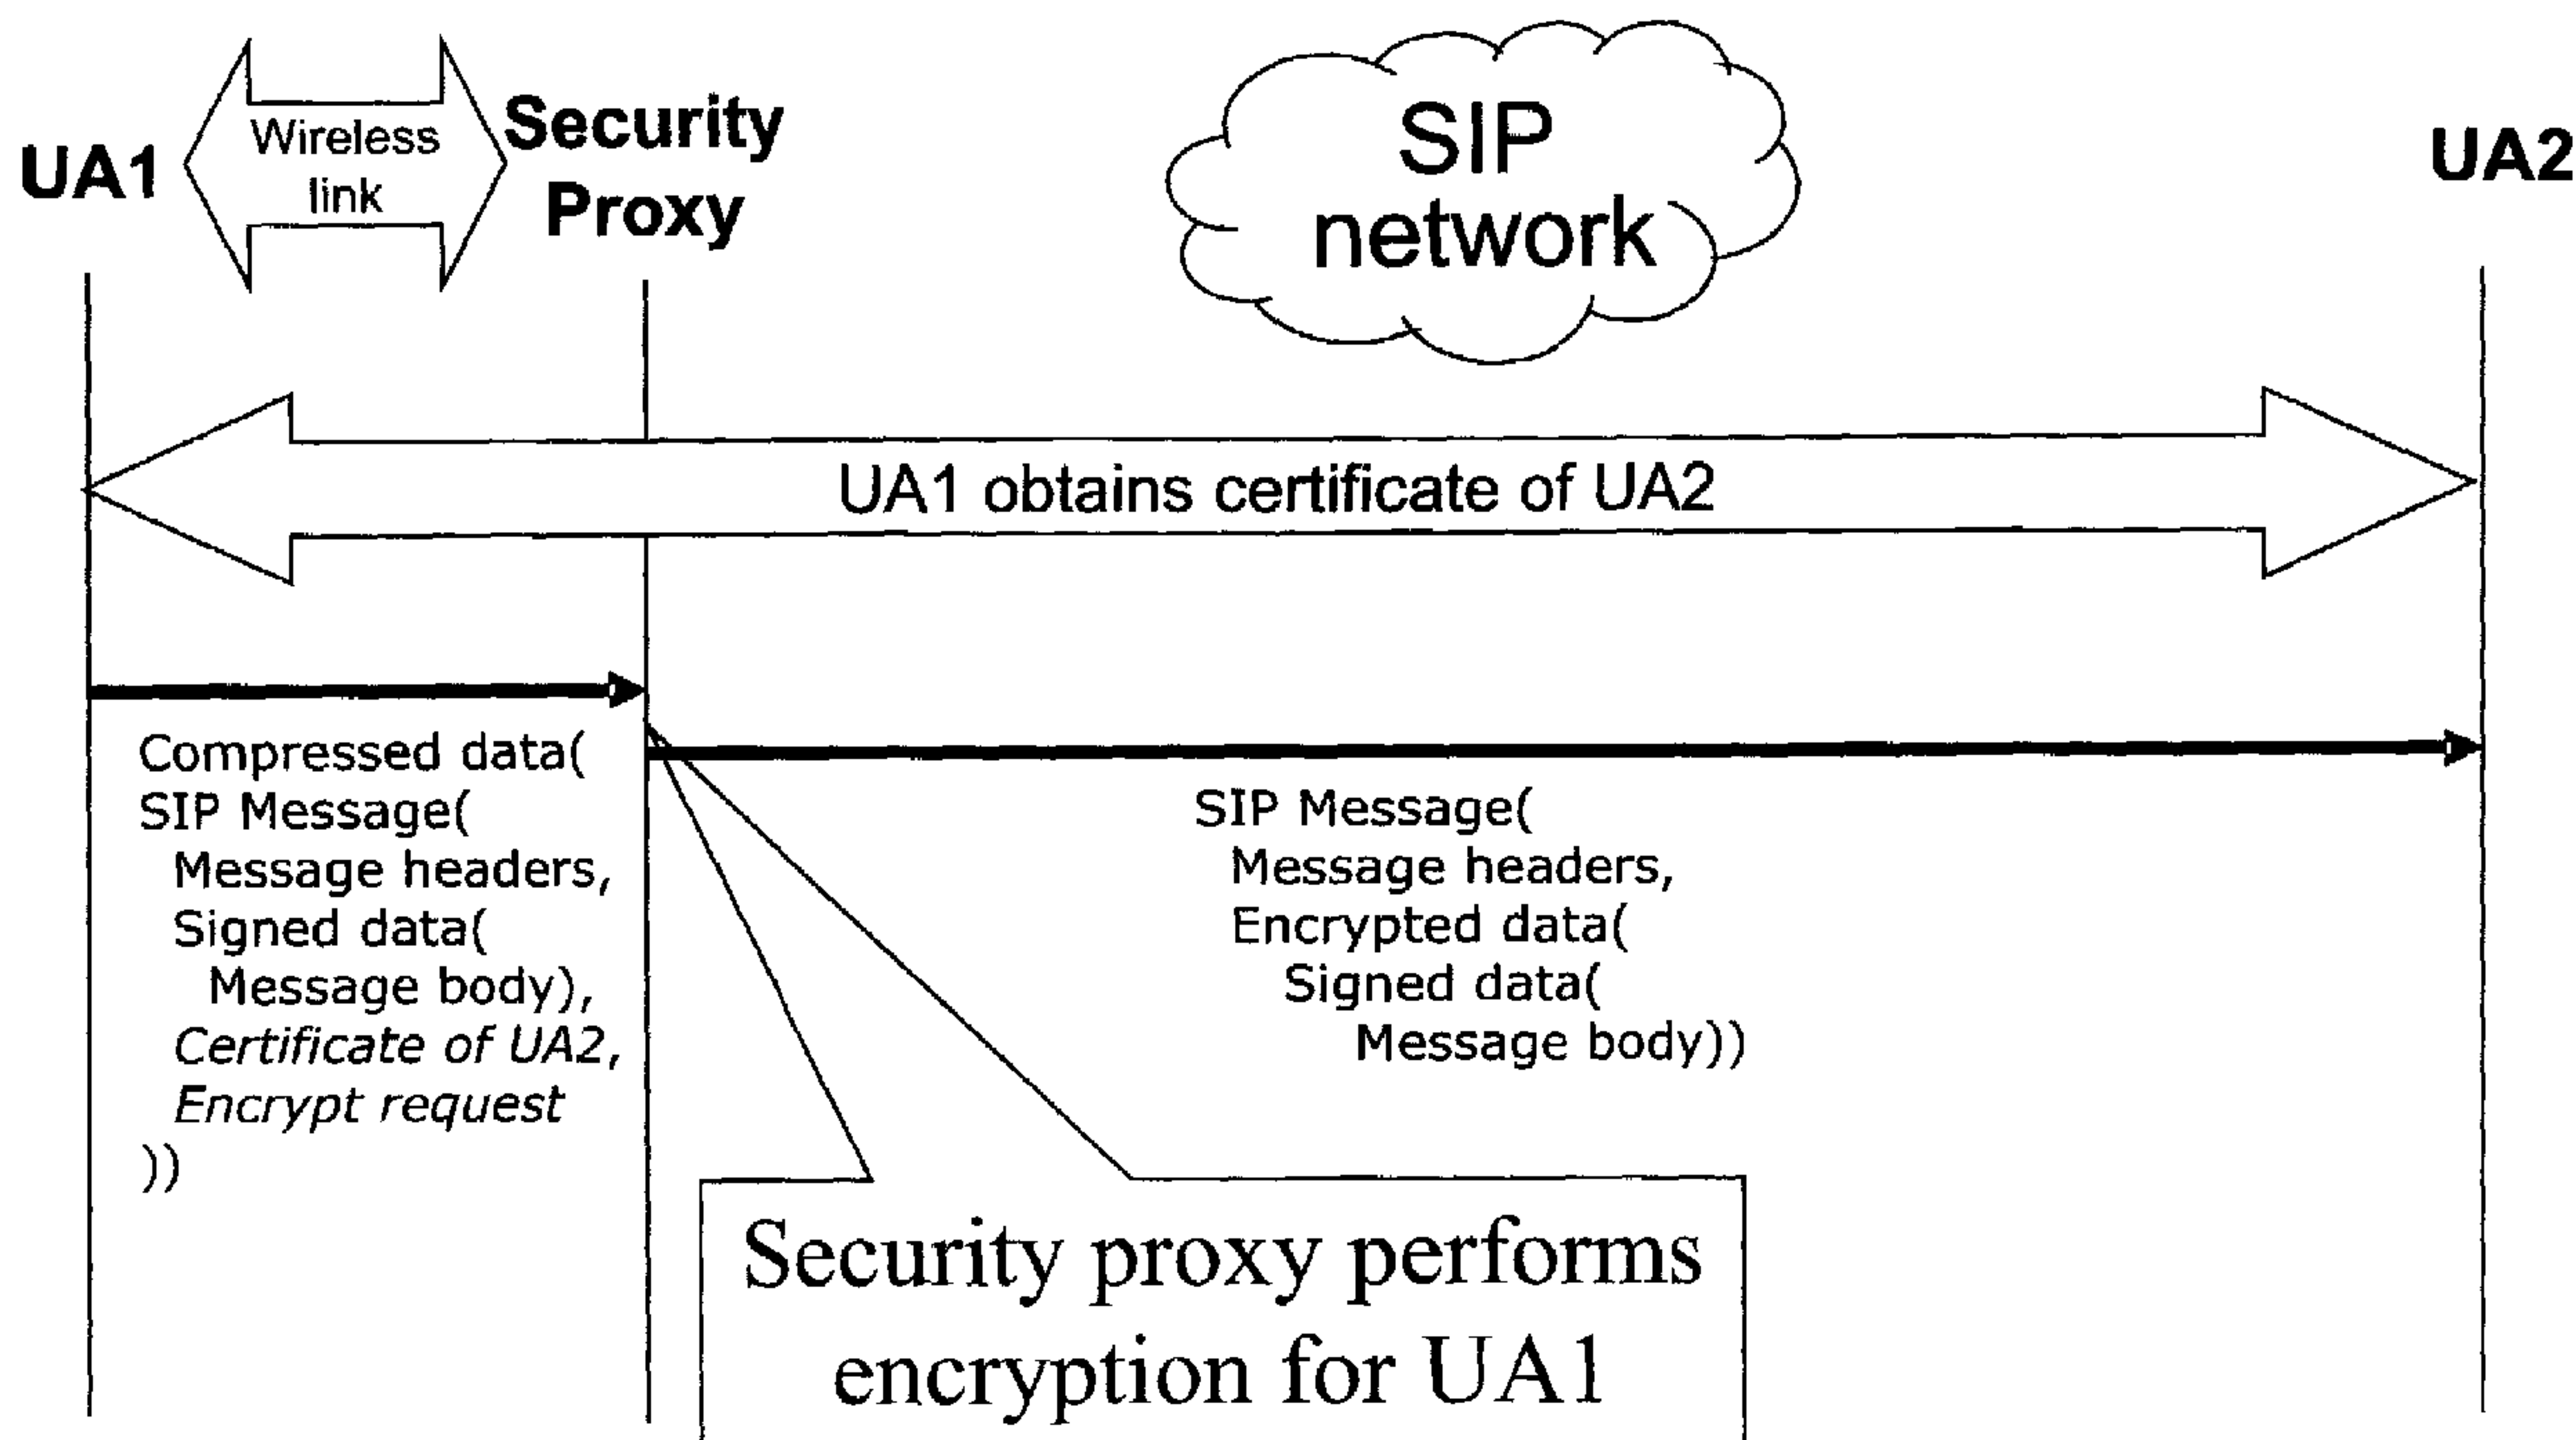 UA1
Wireless
link
Security
Proxy
SIP
network
UA2
UA1 obtains certificate of UA2
Compressed data(
SIP Message(
Message headers,
Signed data(
Message body),
Certificate of UA2,
Encrypt request
))
SIP Message(
Message headers,
Encrypted data(
Signed data(
Message body))
Security proxy performs
encryption for UA1